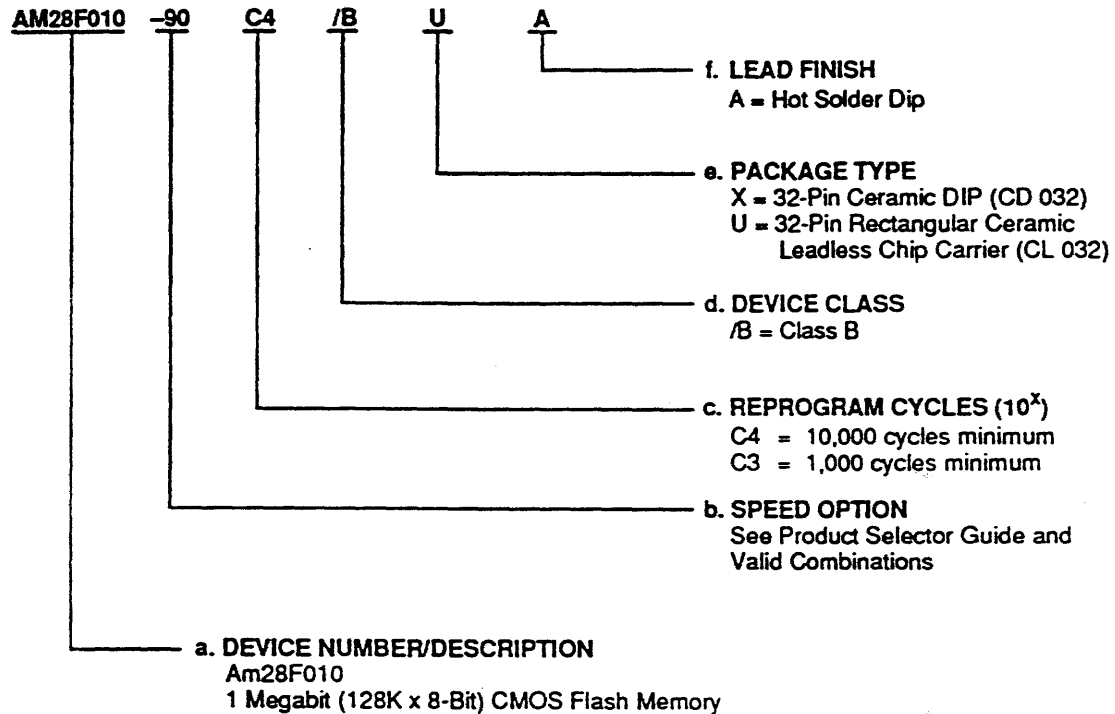 AM28F010 –90 C4 /B U A
f. LEAD FINISH
A = Hot Solder Dip
e. PACKAGE TYPE
X = 32-Pin Ceramic DIP (CD 032)
U = 32-Pin Rectangular Ceramic
Leadless Chip Carrier (CL 032)
d. DEVICE CLASS
/B = Class B
c. REPROGRAM CYCLES (10^X)
C4 = 10,000 cycles minimum
C3 = 1,000 cycles minimum
b. SPEED OPTION
See Product Selector Guide and
Valid Combinations
a. DEVICE NUMBER/DESCRIPTION
Am28F010
1 Megabit (128K x 8-Bit) CMOS Flash Memory